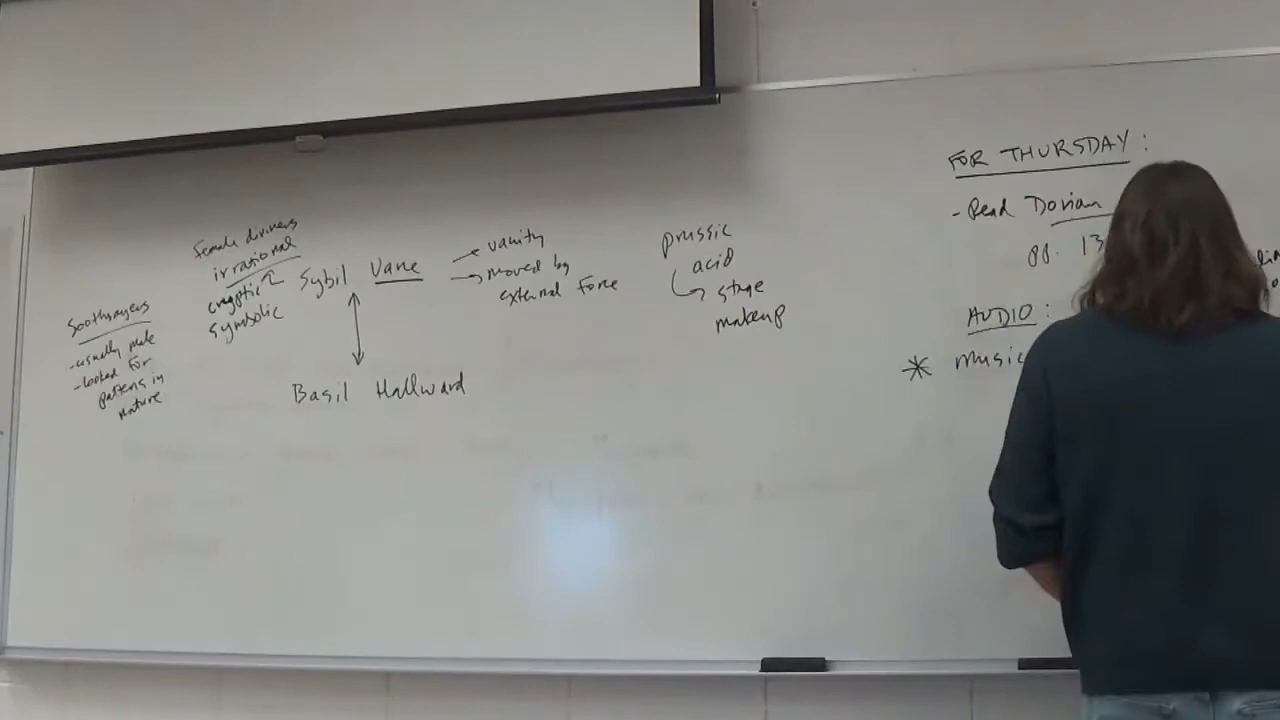 Soothsayers
- usually male
- looked for
patterns in
nature
female diviners
irrational
cryptic
symbolic
Sybil Vane
Basil Hallward
vanity
moved by
external force
prussic
acid
stage
makeup
FOR THURSDAY:
- Read Dorian
pp. 13
AUDIO:
* music